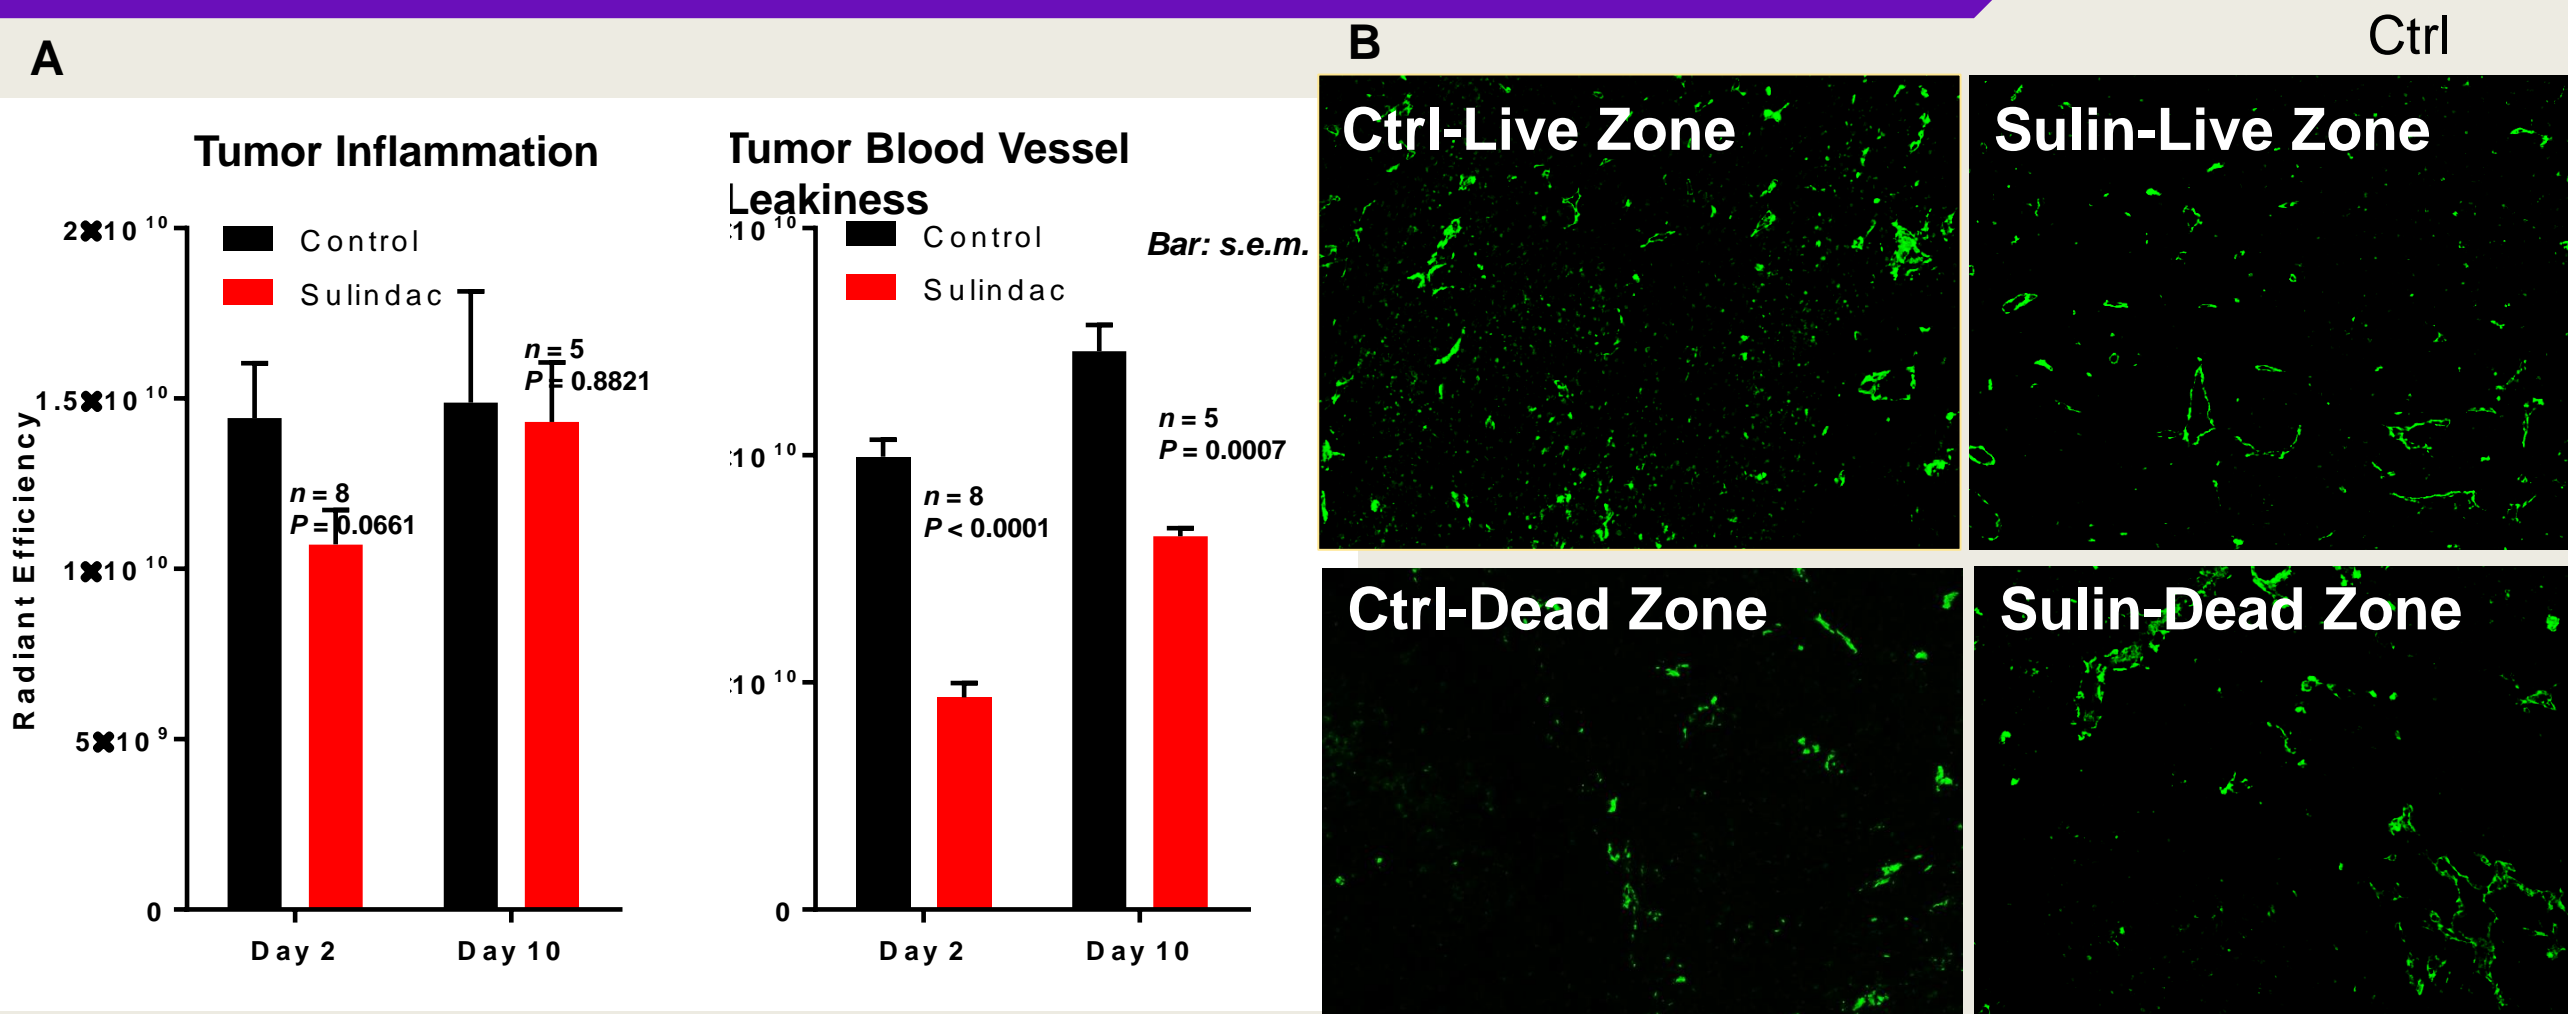 A
Tumor Inflammation
Radiant Efficiency
2✖10 10
1.5✖10 10
1✖10 10
5✖10 9
0
Control
Sulindac
n = 8
P = 0.0661
n = 5
P = 0.8821
Day 2
Day 10
Tumor Blood Vessel
Leakiness
10 10
10 10
10 10
0
Control
Sulindac
Bar: s.e.m.
n = 8
P < 0.0001
n = 5
P = 0.0007
Day 2
Day 10
B
Ctrl
Ctrl-Live Zone
Sulin-Live Zone
Ctrl-Dead Zone
Sulin-Dead Zone